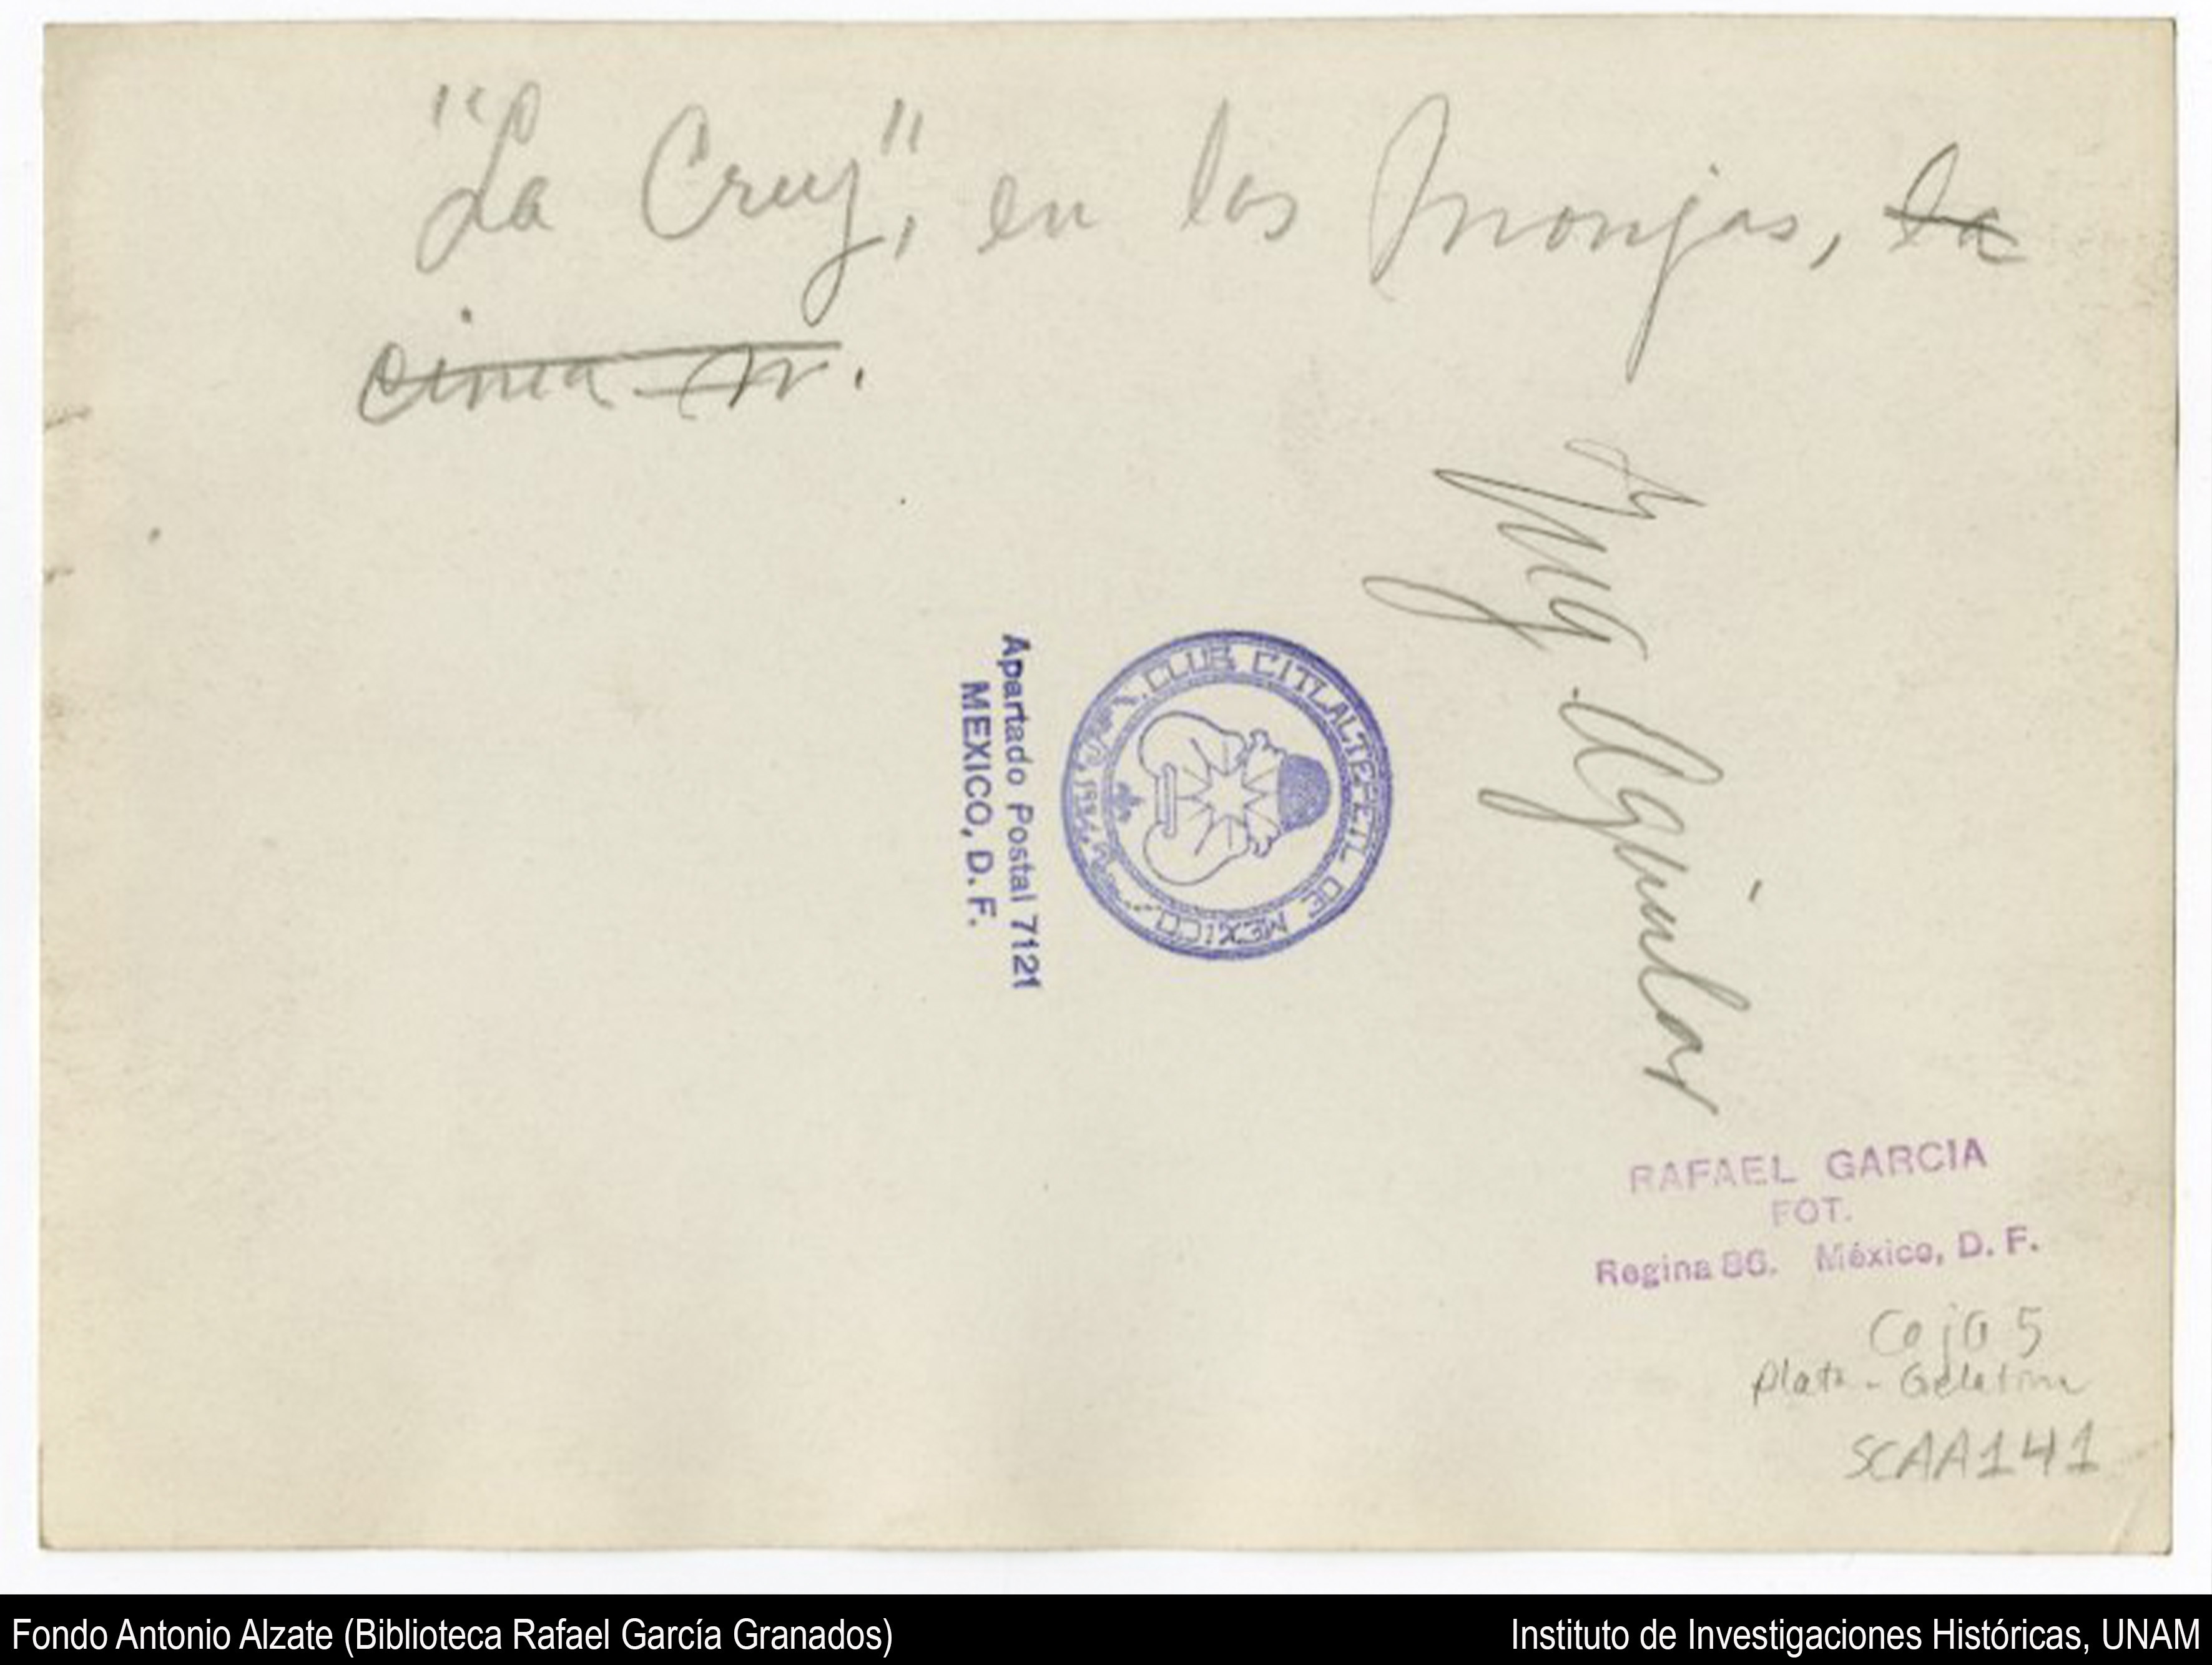 "La Cruz", en las Monjas, la
cima
Aguilar
CLUB CITLALTEPETL DE MEXICO
Apartado Postal 7121
MEXICO, D. F.
RAFAEL GARCIA
FOT.
Regina 86. México, D. F.
Caja 5
Plata - Gelatina
SCAA141
Fondo Antonio Alzate (Biblioteca Rafael García Granados)
Instituto de Investigaciones Históricas, UNAM